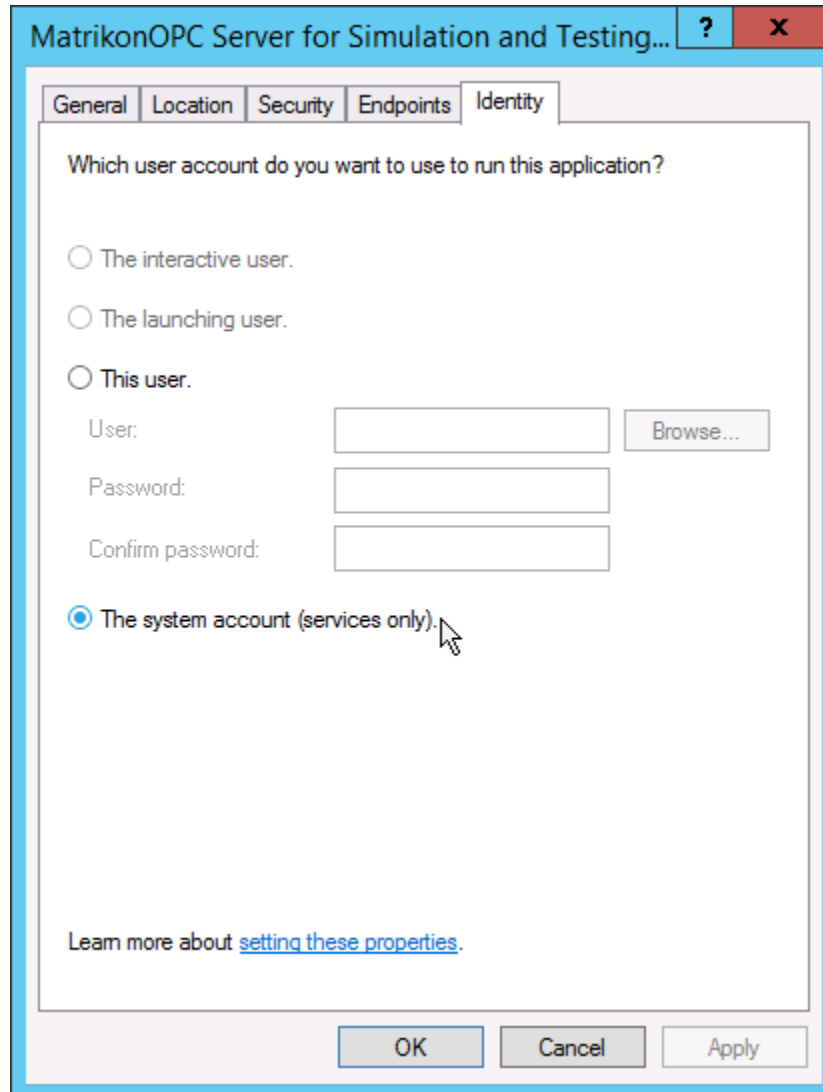 MatrikonOPC Server for Simulation and Testing... ? x
General Location Security Endpoints Identity
Which user account do you want to use to run this application?
The interactive user.
The launching user.
This user.
User:
Browse...
Password:
Confirm password:
The system account (services only).
Learn more about setting these properties.
OK Cancel Apply